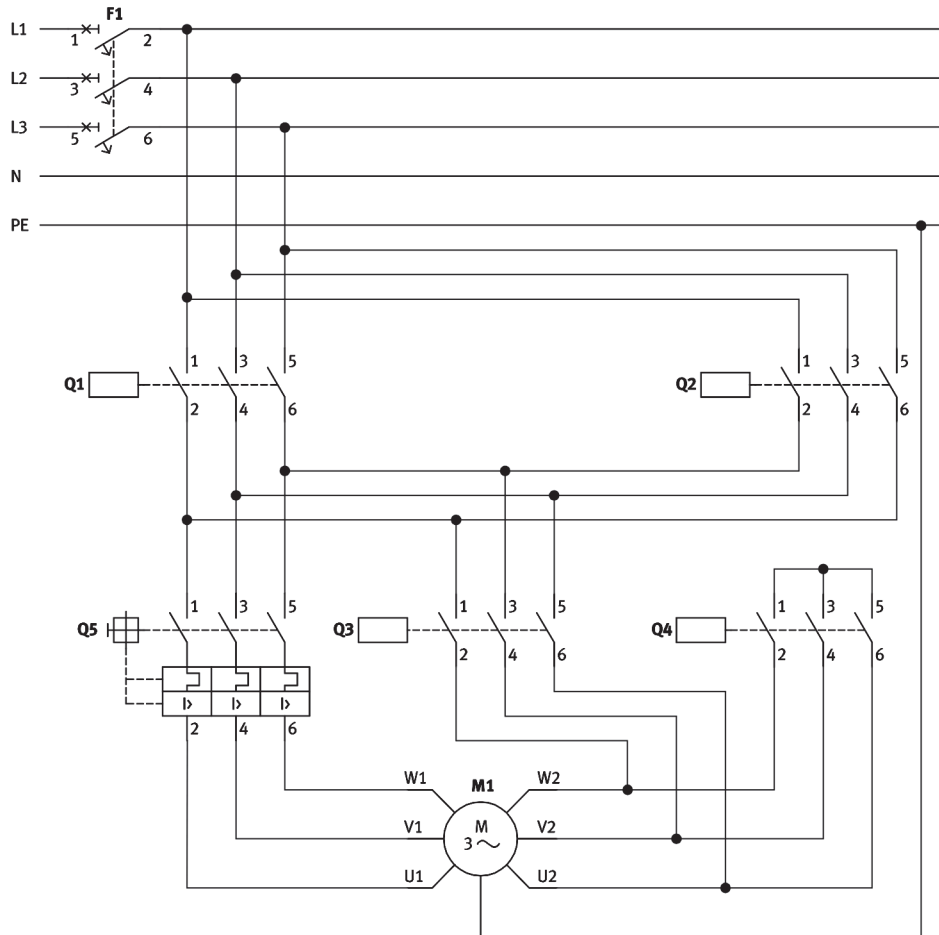 F1
L1 1 2
L2 3 4
L3 5 6
N
PE
1 3 5 1 3 5
Q1 Q2
2 4 6 2 4 6
1 3 5 1 3 5 1 3 5
Q5 Q3 Q4
2 4 6 2 4 6
I> I> I>
2 4 6
W1 M1 W2
V1 M V2
3 ~
U1 U2